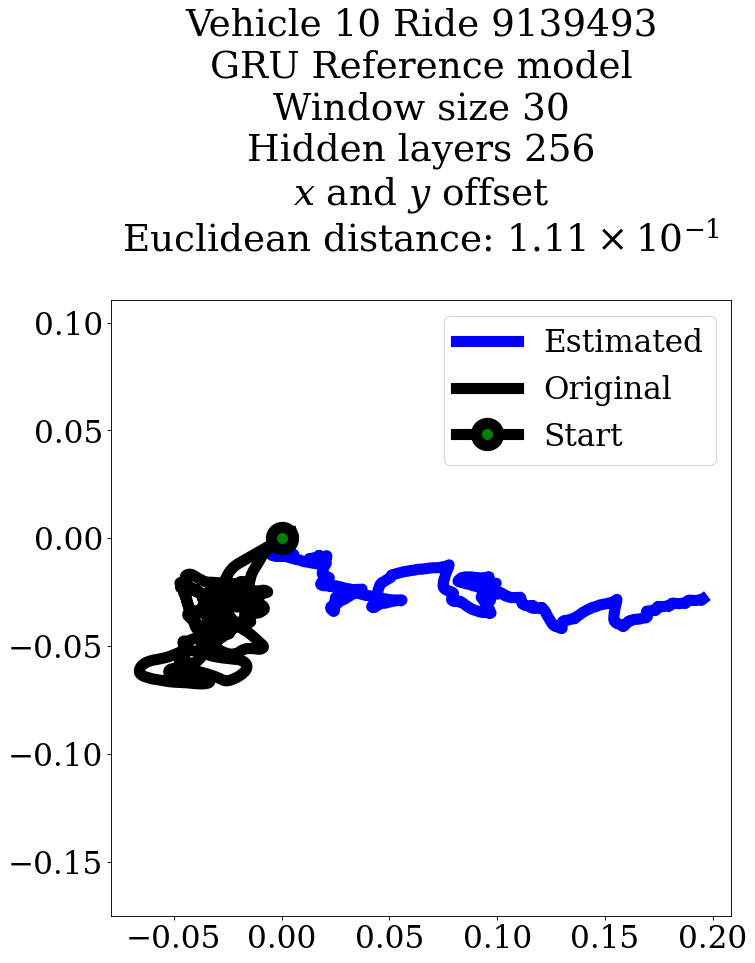 Vehicle 10 Ride 9139493
GRU Reference model
Window size 30
Hidden layers 256
x and y offset
Euclidean distance: 1.11 × 10⁻¹
Estimated
Original
Start
0.10
0.05
0.00
−0.05
−0.10
−0.15
−0.05 0.00 0.05 0.10 0.15 0.20